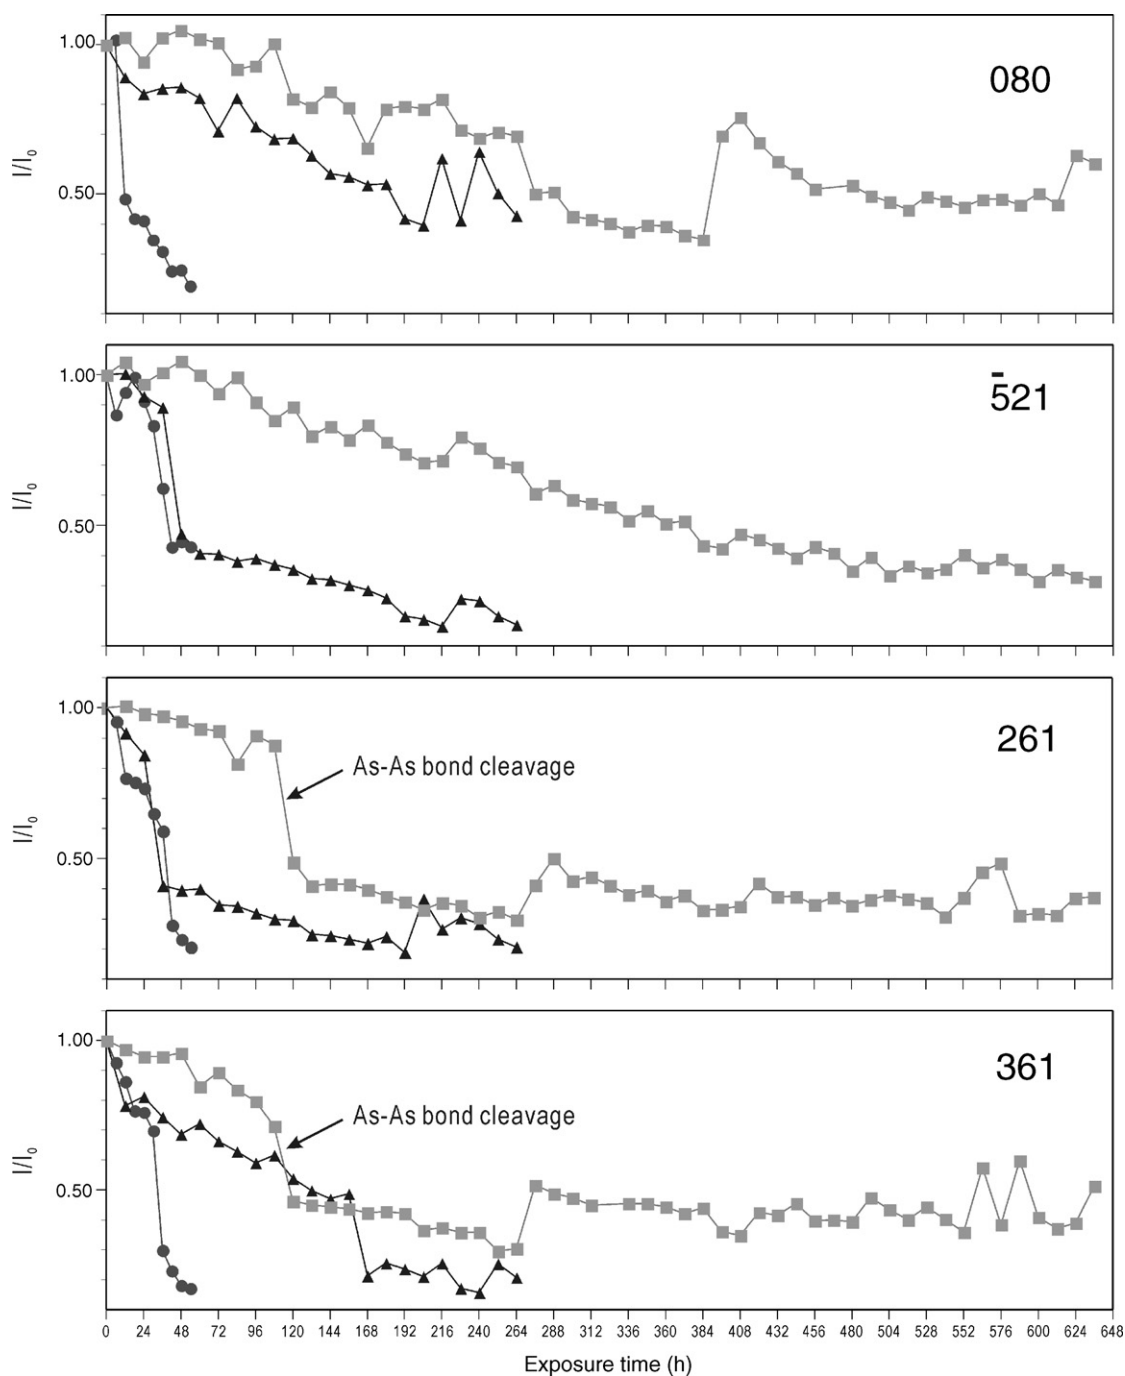 1.00
080
I/I0
0.50
1.00
5̅21
I/I0
0.50
1.00
261
As-As bond cleavage
I/I0
0.50
1.00
361
As-As bond cleavage
I/I0
0.50
0 24 48 72 96 120 144 168 192 216 240 264 288 312 336 360 384 408 432 456 480 504 528 552 576 600 624 648
Exposure time (h)